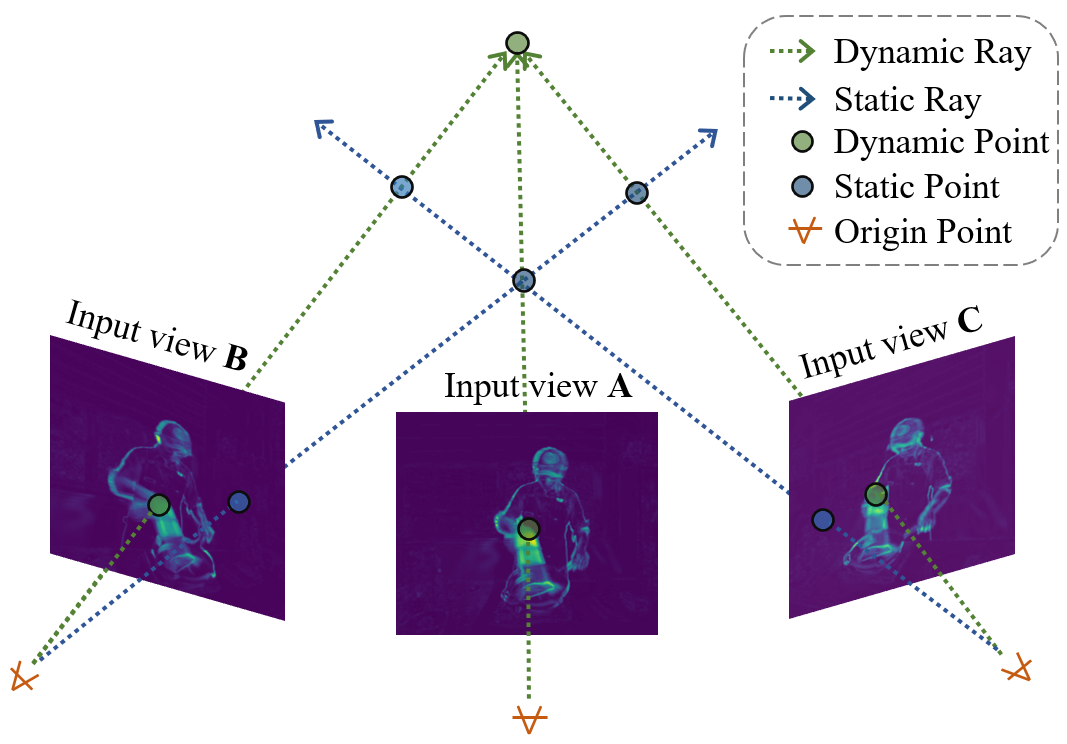 Dynamic Ray
Static Ray
Dynamic Point
Static Point
Origin Point
Input view B
Input view A
Input view C